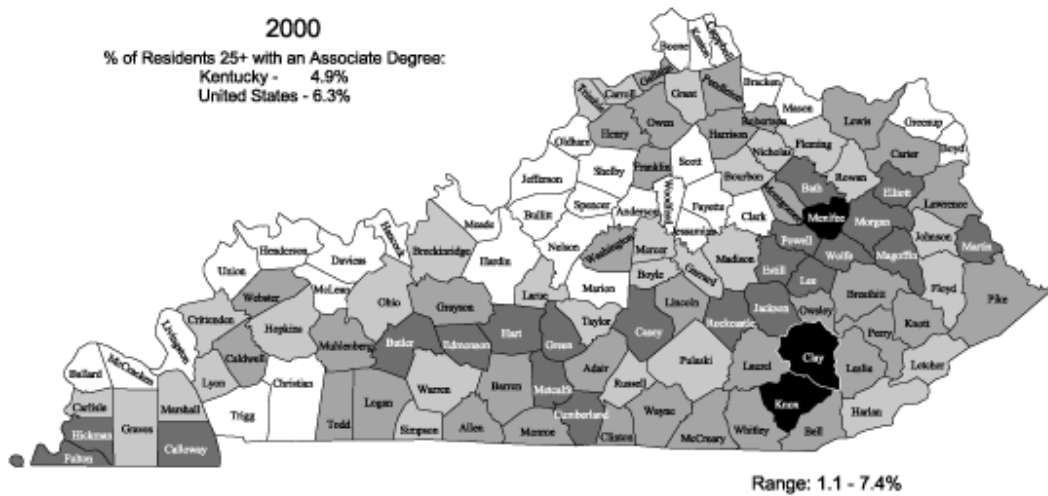 2000
% of Residents 25+ with an Associate Degree:
Kentucky - 4.9%
United States - 6.3%
Boone
Kenton
Campbell
Gallatin
Pendleton
Bracken
Carroll
Trimble
Grant
Mason
Robertson
Lewis
Greenup
Boyd
Henry
Owen
Harrison
Nicholas
Fleming
Carter
Oldham
Franklin
Scott
Bourbon
Rowan
Elliott
Jefferson
Shelby
Bath
Lawrence
Spencer
Anderson
Woodford
Fayette
Clark
Montgomery
Menifee
Morgan
Bullitt
Jessamine
Powell
Johnson
Martin
Meade
Hancock
Nelson
Washington
Mercer
Madison
Wolfe
Magoffin
Henderson
Daviess
Breckinridge
Hardin
Boyle
Garrard
Estill
Lee
Union
McLean
Marion
Floyd
Webster
Ohio
Grayson
Larue
Lincoln
Jackson
Owsley
Breathitt
Pike
Crittenden
Livingston
Hopkins
Taylor
Rockcastle
Knott
Butler
Hart
Green
Casey
Perry
Muhlenberg
Edmonson
Clay
Caldwell
Pulaski
Laurel
Leslie
Letcher
Ballard
McCracken
Lyon
Christian
Warren
Barren
Metcalfe
Adair
Russell
Carlisle
Marshall
Logan
Knox
Harlan
Hickman
Graves
Trigg
Todd
Simpson
Allen
Monroe
Cumberland
Clinton
Wayne
McCreary
Whitley
Bell
Fulton
Calloway
Range: 1.1 - 7.4%